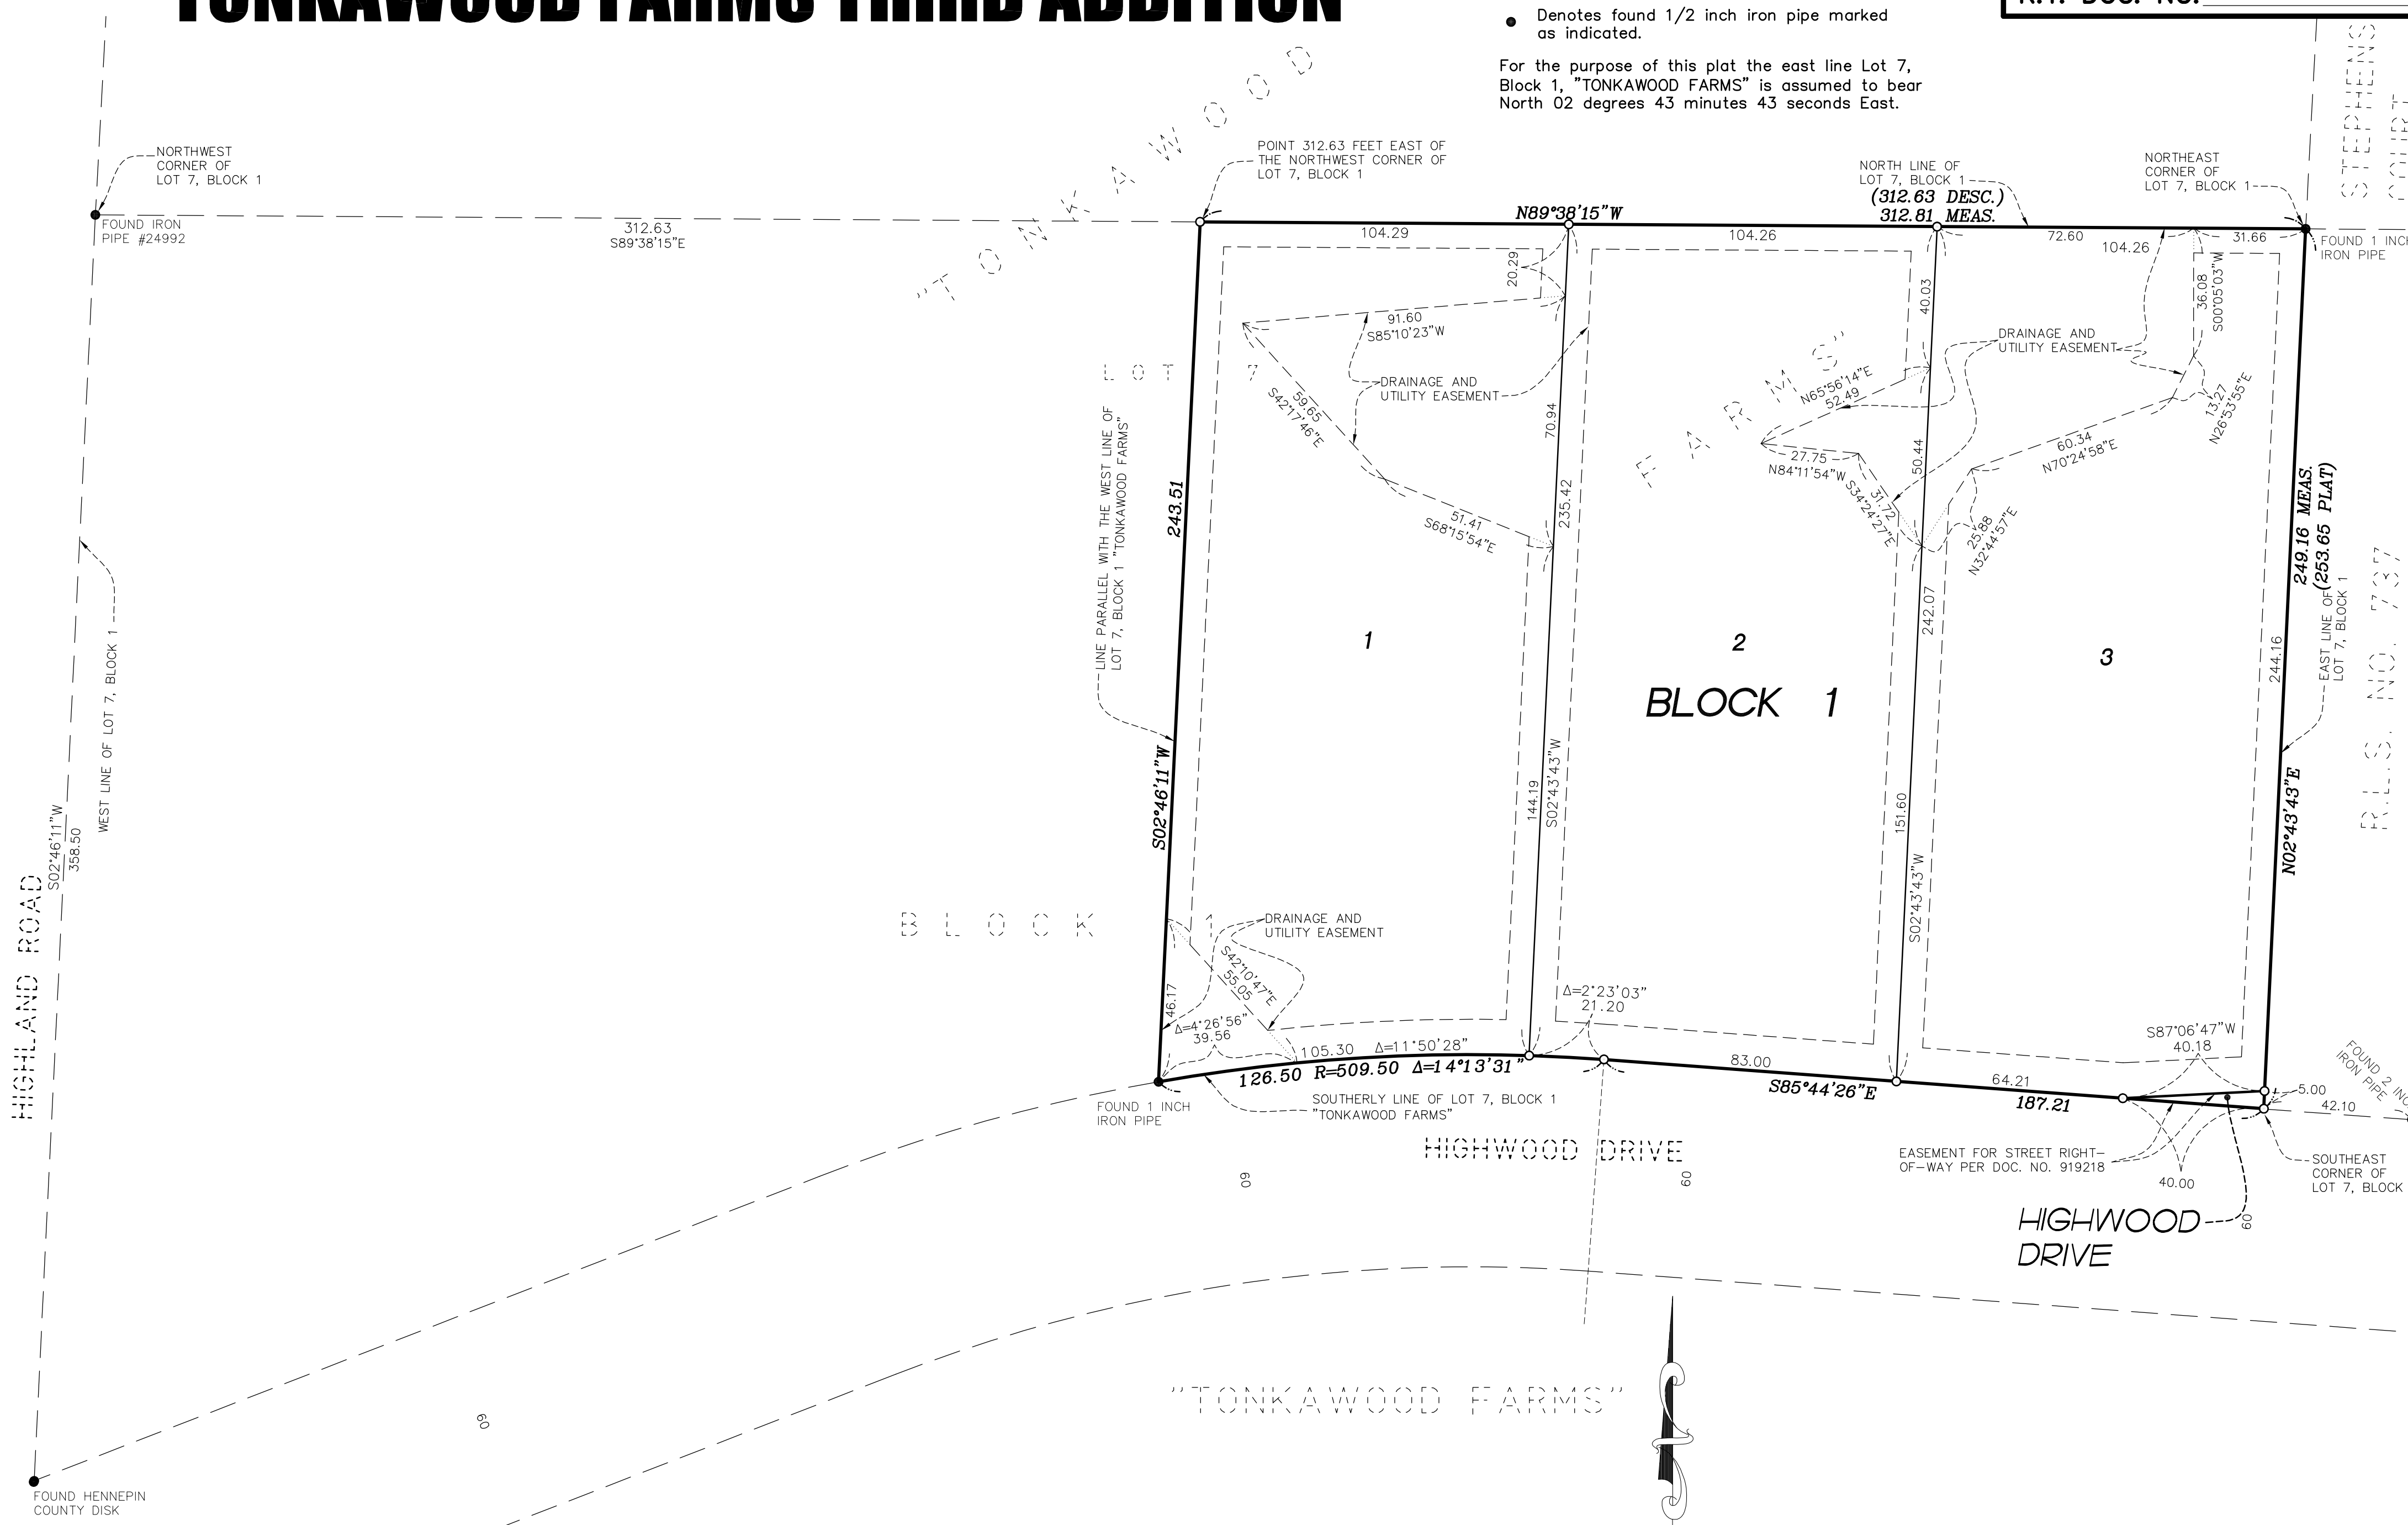 TONKAWOOD FARMS THIRD ADDITION
Denotes found 1/2 inch iron pipe marked
as indicated.
For the purpose of this plat the east line Lot 7,
Block 1, "TONKAWOOD FARMS" is assumed to bear
North 02 degrees 43 minutes 43 seconds East.
R.T. DOC. NO.
STEPHENS
COURT
NORTHWEST
CORNER OF
LOT 7, BLOCK 1
FOUND IRON
PIPE #24992
312.63
S89°38'15"E
"TONKAWOOD
FARMS"
POINT 312.63 FEET EAST OF
THE NORTHWEST CORNER OF
LOT 7, BLOCK 1
N89°38'15"W
NORTH LINE OF
LOT 7, BLOCK 1
(312.63 DESC.)
312.81 MEAS.
NORTHEAST
CORNER OF
LOT 7, BLOCK 1
FOUND 1 INCH
IRON PIPE
104.29
104.26
72.60
104.26
31.66
20.29
40.03
36.08
S00°05'03"W
91.60
S85°10'23"W
DRAINAGE AND
UTILITY EASEMENT
59.65
S42°17'46"E
70.94
51.41
S68°15'54"E
235.42
N65°56'14"E
52.49
27.75
N84°11'54"W
31.72
S34°24'27"E
50.44
DRAINAGE AND
UTILITY EASEMENT
13.27
N26°53'55"E
60.34
N70°24'58"E
25.88
N32°44'57"E
242.07
LOT 7
LINE PARALLEL WITH THE WEST LINE OF
LOT 7, BLOCK 1 "TONKAWOOD FARMS"
243.51
S02°46'11"W
249.16 MEAS.
(253.65 PLAT)
EAST LINE OF
LOT 7, BLOCK 1
244.16
N02°43'43"E
R.L.S. NO. 737
1
2
3
BLOCK 1
WEST LINE OF LOT 7, BLOCK 1
S02°46'11"W
358.50
HIGHLAND ROAD
144.19
S02°43'43"W
151.60
S02°43'43"W
BLOCK 1
DRAINAGE AND
UTILITY EASEMENT
S42°10'47"E
55.05
46.17
Δ=4°26'56"
39.56
105.30 Δ=11°50'28"
126.50 R=509.50 Δ=14°13'31"
Δ=2°23'03"
21.20
83.00
S85°44'26"E
64.21
187.21
S87°06'47"W
40.18
5.00
42.10
FOUND 2 INCH
IRON PIPE
FOUND 1 INCH
IRON PIPE
SOUTHERLY LINE OF LOT 7, BLOCK 1
"TONKAWOOD FARMS"
HIGHWOOD DRIVE
60
60
EASEMENT FOR STREET RIGHT-
OF-WAY PER DOC. NO. 919218
40.00
SOUTHEAST
CORNER OF
LOT 7, BLOCK
HIGHWOOD
DRIVE
60
"TONKAWOOD FARMS"
60
FOUND HENNEPIN
COUNTY DISK